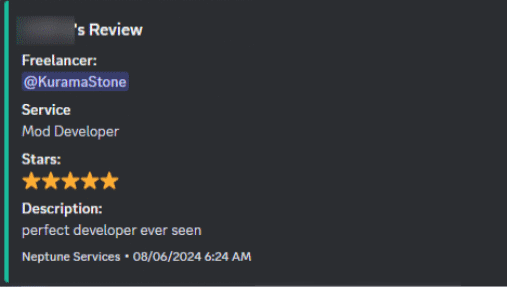 's Review
Freelancer:
@KuramaStone
Service
Mod Developer
Stars:
Description:
perfect developer ever seen
Neptune Services • 08/06/2024 6:24 AM